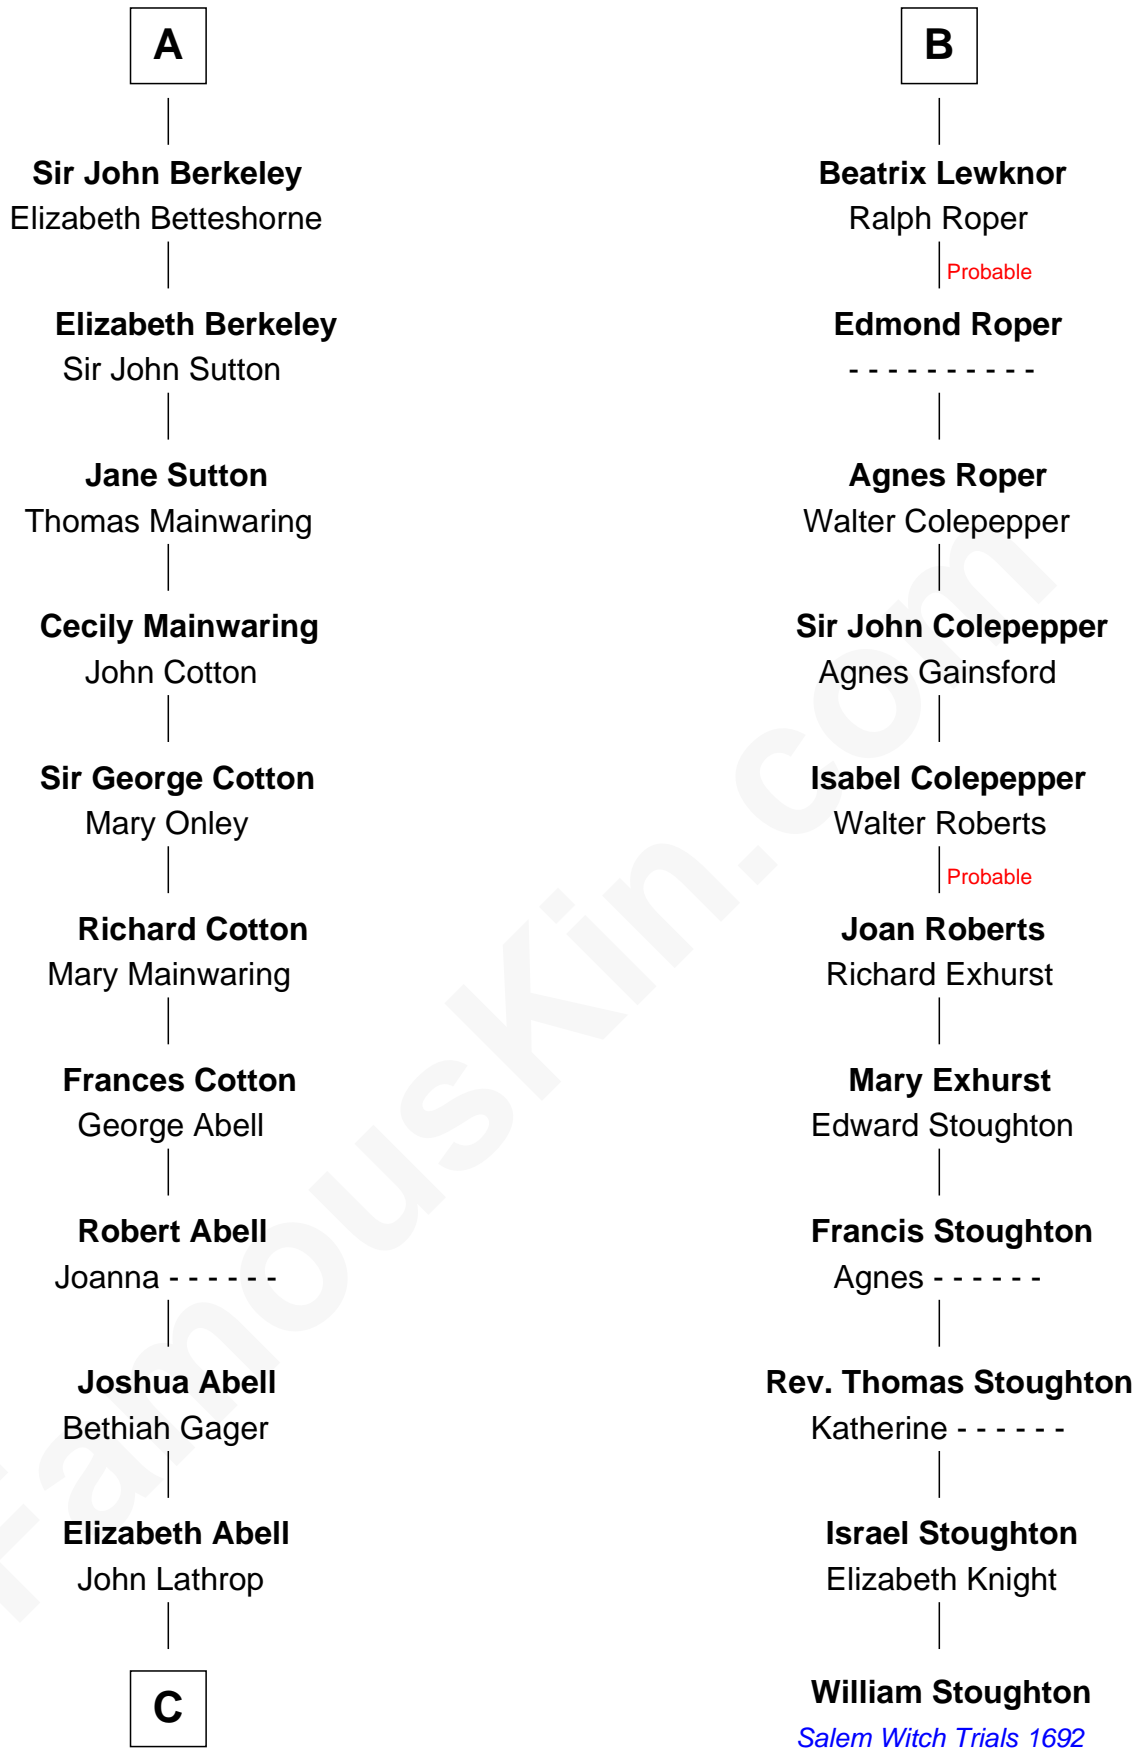 A
Sir John Berkeley
Elizabeth Betteshorne
Elizabeth Berkeley
Sir John Sutton
Jane Sutton
Thomas Mainwaring
Cecily Mainwaring
John Cotton
Sir George Cotton
Mary Onley
Richard Cotton
Mary Mainwaring
Frances Cotton
George Abell
Robert Abell
Joanna - - - - - -
Joshua Abell
Bethiah Gager
Elizabeth Abell
John Lathrop
C
B
Beatrix Lewknor
Ralph Roper
Probable
Edmond Roper
- - - - - - - - - -
Agnes Roper
Walter Colepepper
Sir John Colepepper
Agnes Gainsford
Isabel Colepepper
Walter Roberts
Probable
Joan Roberts
Richard Exhurst
Mary Exhurst
Edward Stoughton
Francis Stoughton
Agnes - - - - - -
Rev. Thomas Stoughton
Katherine - - - - - -
Israel Stoughton
Elizabeth Knight
William Stoughton
Salem Witch Trials 1692
FamousKin.com